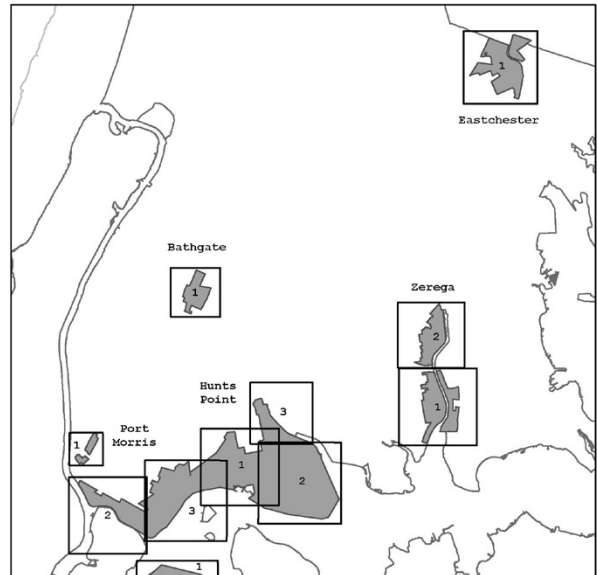 1
Eastchester
Bathgate
1
Zerega
2
1
Hunts
Point
3
1
2
Port
Morris
1
2
3
1